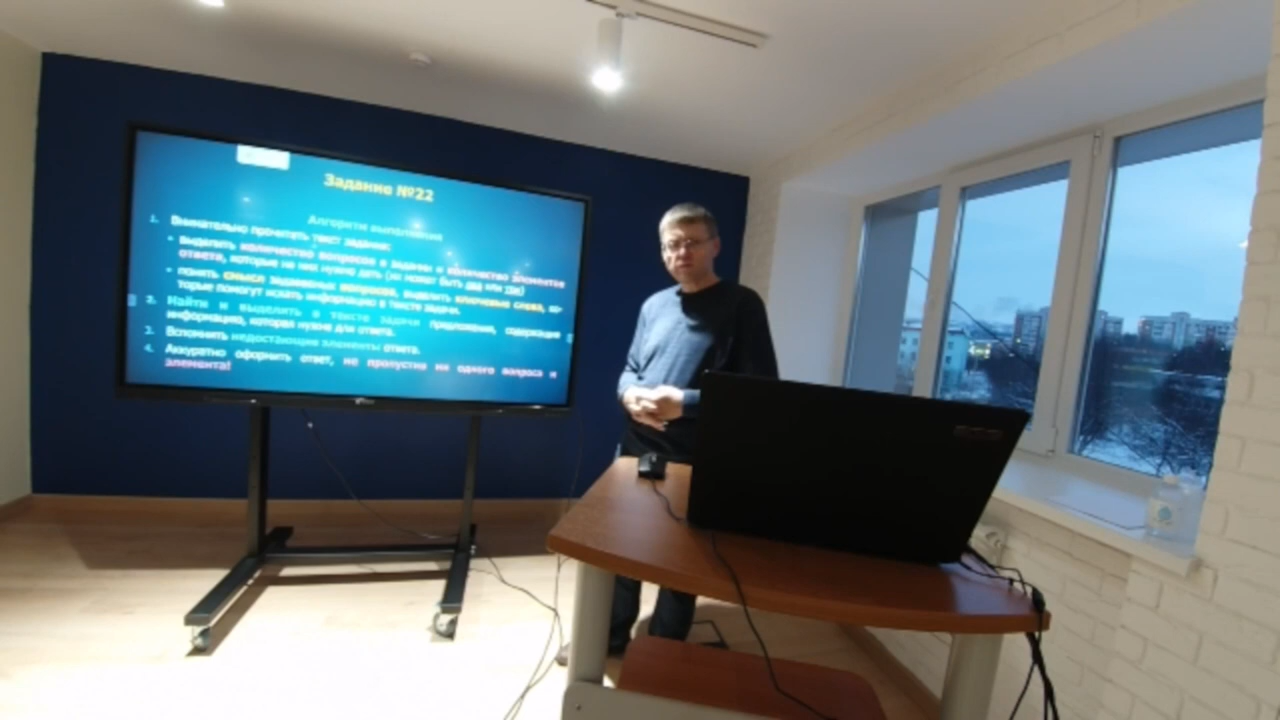 Задание №22
Алгоритм выполнения
1. Внимательно прочитать текст задания:
- выделить количество вопросов в задании и количество элементов
ответа, которые на них нужно дать (их может быть два или три)
- понять смысл задаваемых вопросов, выделить ключевые слова, ко-
торые помогут искать информацию в тексте задачи.
2. Найти и выделить в тексте задачи предложения, содержащие
информацию, которая нужна для ответа.
3. Вспомнить недостающие элементы ответа.
4. Аккуратно оформить ответ, не пропустив ни одного вопроса и
элемента!